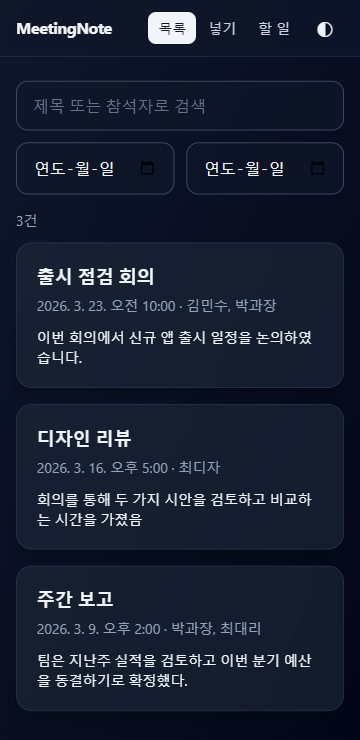 MeetingNote 목록 넣기 할 일
제목 또는 참석자로 검색
연도-월-일 연도-월-일
3건
출시 점검 회의
2026. 3. 23. 오전 10:00 · 김민수, 박과장
이번 회의에서 신규 앱 출시 일정을 논의하였
습니다.
디자인 리뷰
2026. 3. 16. 오후 5:00 · 최디자
회의를 통해 두 가지 시안을 검토하고 비교하
는 시간을 가졌음
주간 보고
2026. 3. 9. 오후 2:00 · 박과장, 최대리
팀은 지난주 실적을 검토하고 이번 분기 예산
을 동결하기로 확정했다.